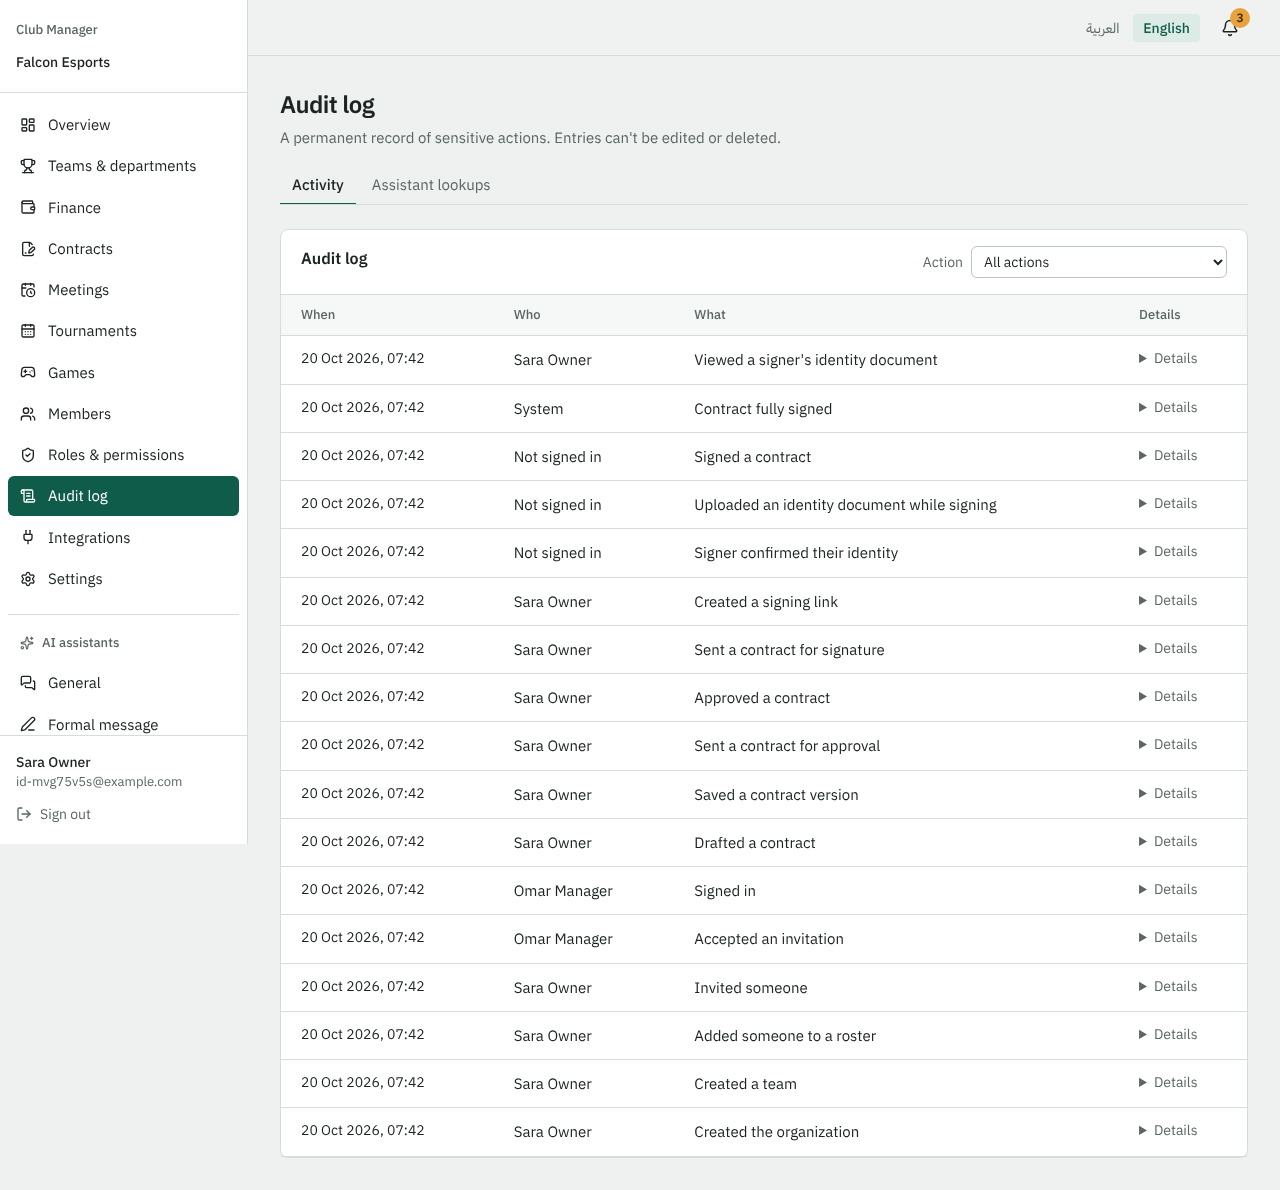 Club Manager
Falcon Esports
Overview
Teams & departments
Finance
Contracts
Meetings
Tournaments
Games
Members
Roles & permissions
Audit log
Integrations
Settings
AI assistants
General
Formal message
Sara Owner
id-mvg75v5s@example.com
Sign out
العربية English 3
Audit log
A permanent record of sensitive actions. Entries can't be edited or deleted.
Activity Assistant lookups
Audit log Action All actions
When Who What Details
20 Oct 2026, 07:42 Sara Owner Viewed a signer's identity document Details
20 Oct 2026, 07:42 System Contract fully signed Details
20 Oct 2026, 07:42 Not signed in Signed a contract Details
20 Oct 2026, 07:42 Not signed in Uploaded an identity document while signing Details
20 Oct 2026, 07:42 Not signed in Signer confirmed their identity Details
20 Oct 2026, 07:42 Sara Owner Created a signing link Details
20 Oct 2026, 07:42 Sara Owner Sent a contract for signature Details
20 Oct 2026, 07:42 Sara Owner Approved a contract Details
20 Oct 2026, 07:42 Sara Owner Sent a contract for approval Details
20 Oct 2026, 07:42 Sara Owner Saved a contract version Details
20 Oct 2026, 07:42 Sara Owner Drafted a contract Details
20 Oct 2026, 07:42 Omar Manager Signed in Details
20 Oct 2026, 07:42 Omar Manager Accepted an invitation Details
20 Oct 2026, 07:42 Sara Owner Invited someone Details
20 Oct 2026, 07:42 Sara Owner Added someone to a roster Details
20 Oct 2026, 07:42 Sara Owner Created a team Details
20 Oct 2026, 07:42 Sara Owner Created the organization Details